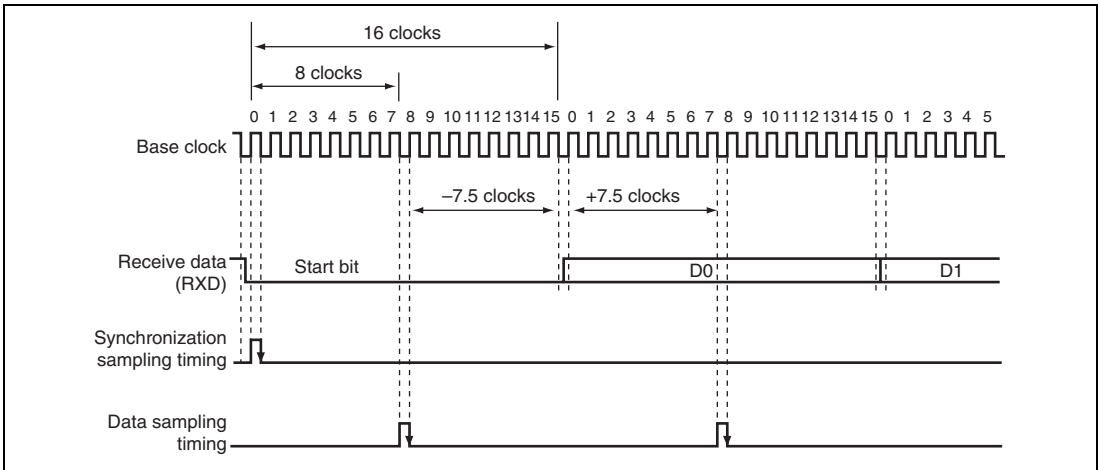 16 clocks
8 clocks
0 1 2 3 4 5 6 7 8 9 10 11 12 13 14 15 0 1 2 3 4 5 6 7 8 9 10 11 12 13 14 15 0 1 2 3 4 5
Base clock
–7.5 clocks +7.5 clocks
Receive data
(RXD)
Start bit D0 D1
Synchronization
sampling timing
Data sampling
timing